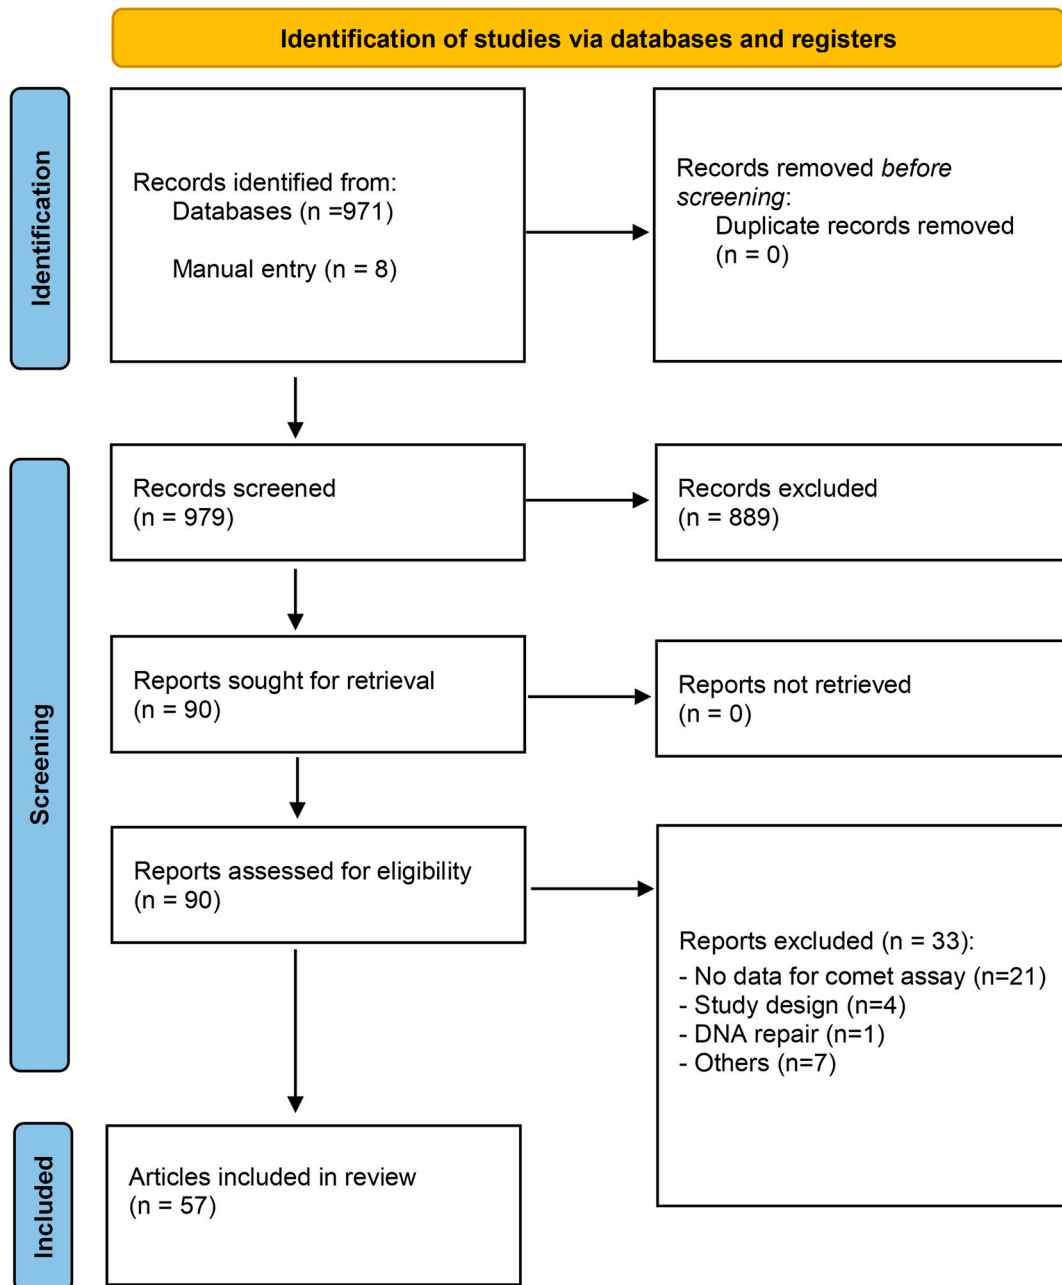 Identification of studies via databases and registers
Identification
Records identified from:
Databases (n =971)
Manual entry (n = 8)
Records removed before
screening:
Duplicate records removed
(n = 0)
Screening
Records screened
(n = 979)
Records excluded
(n = 889)
Reports sought for retrieval
(n = 90)
Reports not retrieved
(n = 0)
Reports assessed for eligibility
(n = 90)
Reports excluded (n = 33):
- No data for comet assay (n=21)
- Study design (n=4)
- DNA repair (n=1)
- Others (n=7)
Included
Articles included in review
(n = 57)